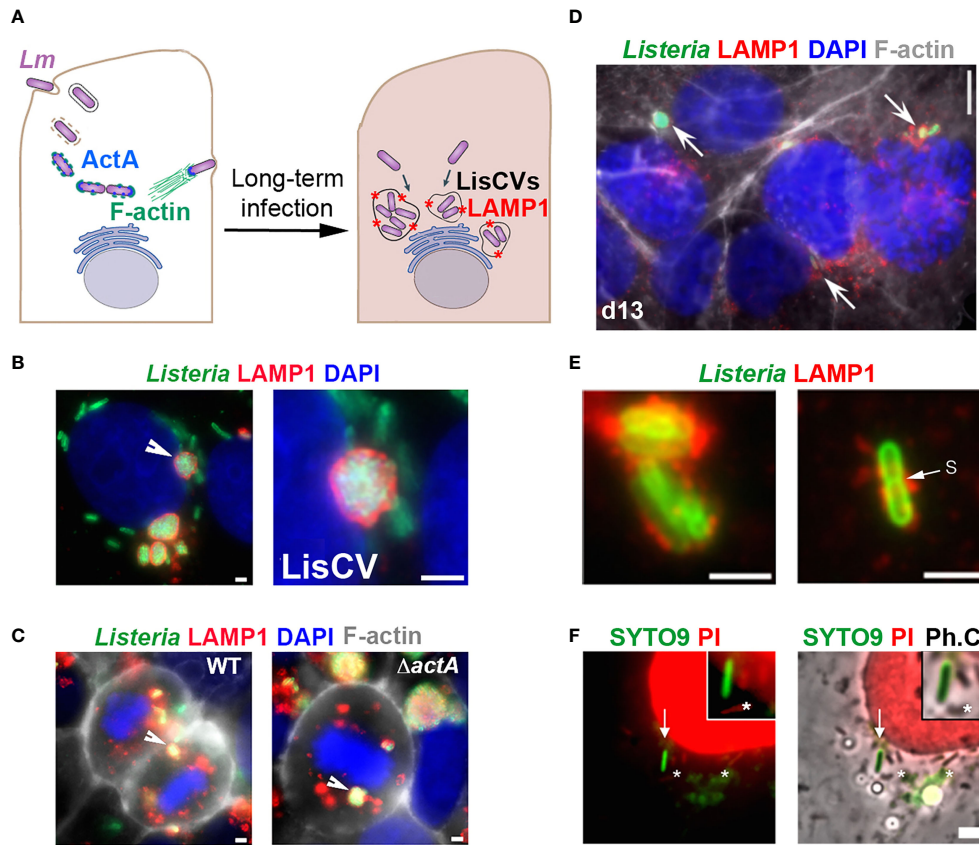 A
Lm
ActA
F-actin
Long-term
infection
LisCVs
LAMP1
B
Listeria LAMP1 DAPI
LisCV
C
Listeria LAMP1 DAPI F-actin
WT
ΔactA
D
Listeria LAMP1 DAPI F-actin
d13
E
Listeria LAMP1
S
F
SYTO9 PI
SYTO9 PI Ph.C
*
* *
*
* *